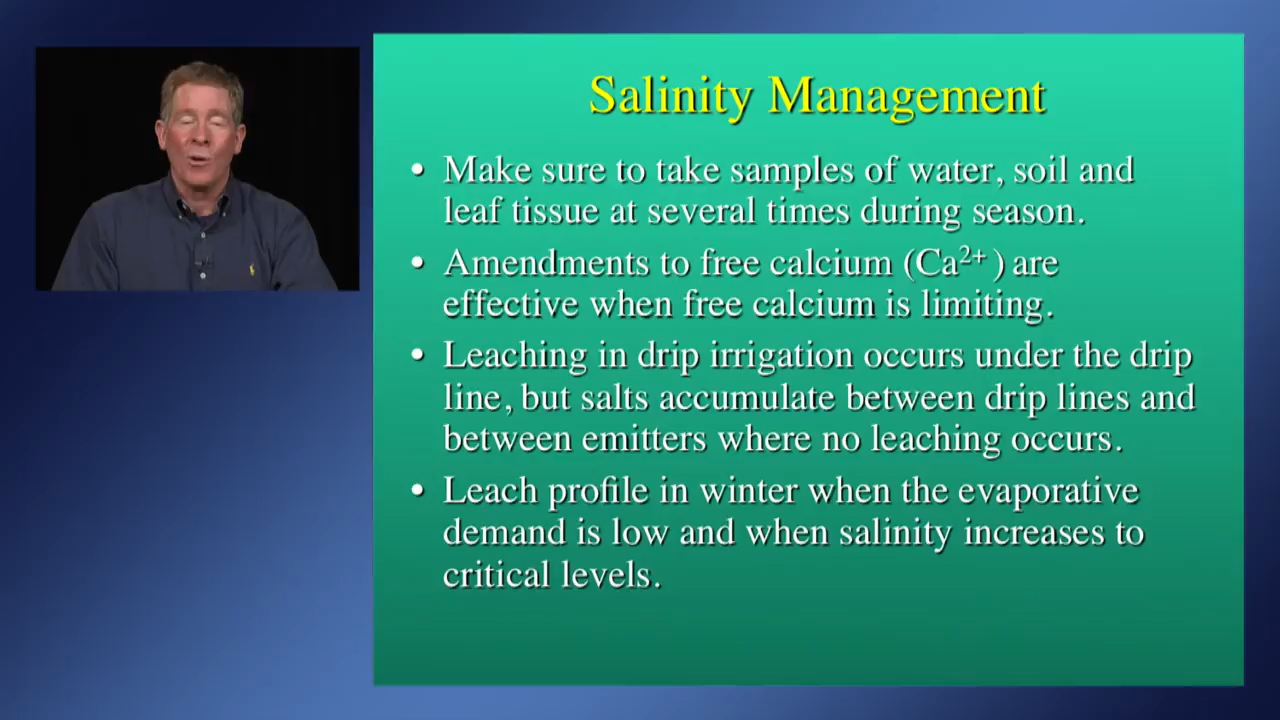 Salinity Management
• Make sure to take samples of water, soil and
leaf tissue at several times during season.
• Amendments to free calcium (Ca²⁺ ) are
effective when free calcium is limiting.
• Leaching in drip irrigation occurs under the drip
line, but salts accumulate between drip lines and
between emitters where no leaching occurs.
• Leach profile in winter when the evaporative
demand is low and when salinity increases to
critical levels.